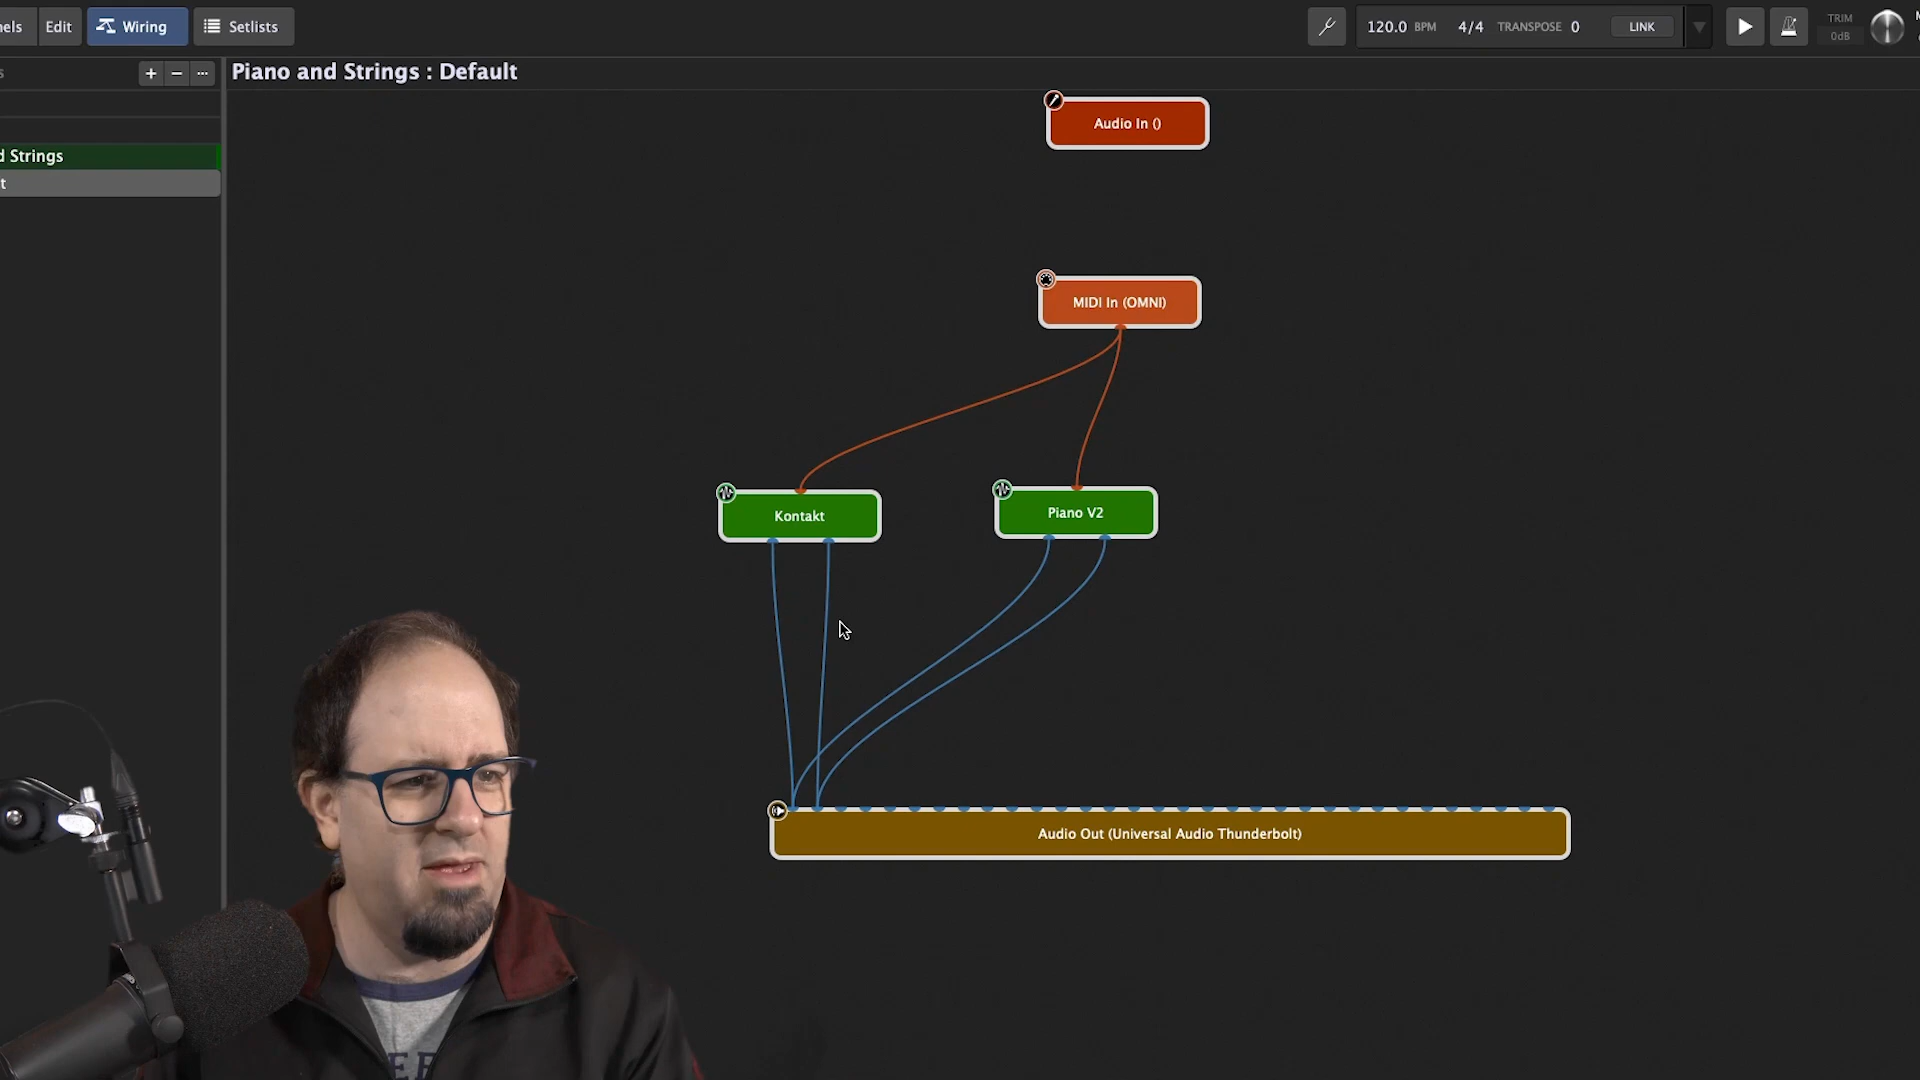 Edit
Wiring
Setlists
120.0 BPM
4/4
TRANSPOSE 0
LINK
TRIM
0dB
Piano and Strings : Default
Strings
Audio In ()
MIDI In (OMNI)
Kontakt
Piano V2
Audio Out (Universal Audio Thunderbolt)